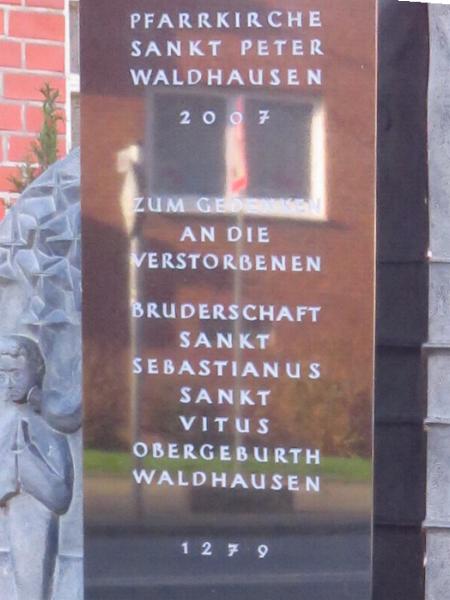 PFARRKIRCHE
SANKT PETER
WALDHAUSEN
2007
ZUM GEDENKEN
AN DIE
VERSTORBENEN
BRUDERSCHAFT
SANKT
SEBASTIANUS
SANKT
VITUS
OBERGEBURTH
WALDHAUSEN
1279